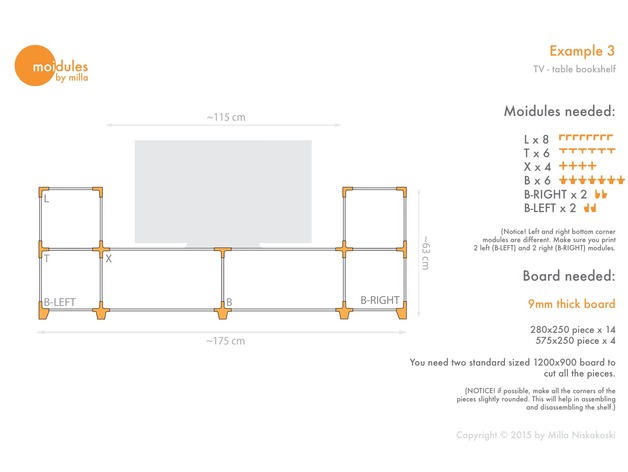 moidules
by milla
Example 3
TV - table bookshelf
Moidules needed:
L x 8
T x 6
X x 4
B x 6
B-RIGHT x 2
B-LEFT x 2
(Notice! Left and right bottom corner
modules are different. Make sure you print
2 left (B-LEFT) and 2 right (B-RIGHT) modules.
Board needed:
9mm thick board
280x250 piece x 14
575x250 piece x 4
You need two standard sized 1200x900 board to
cut all the pieces.
(NOTICE! if possible, make all the corners of the
pieces slightly rounded. This will help in assembling
and disassembling the shelf.)
Copyright © 2015 by Milla Niskakoski
~115 cm
L
T
X
~63 cm
B-LEFT
B
B-RIGHT
~175 cm